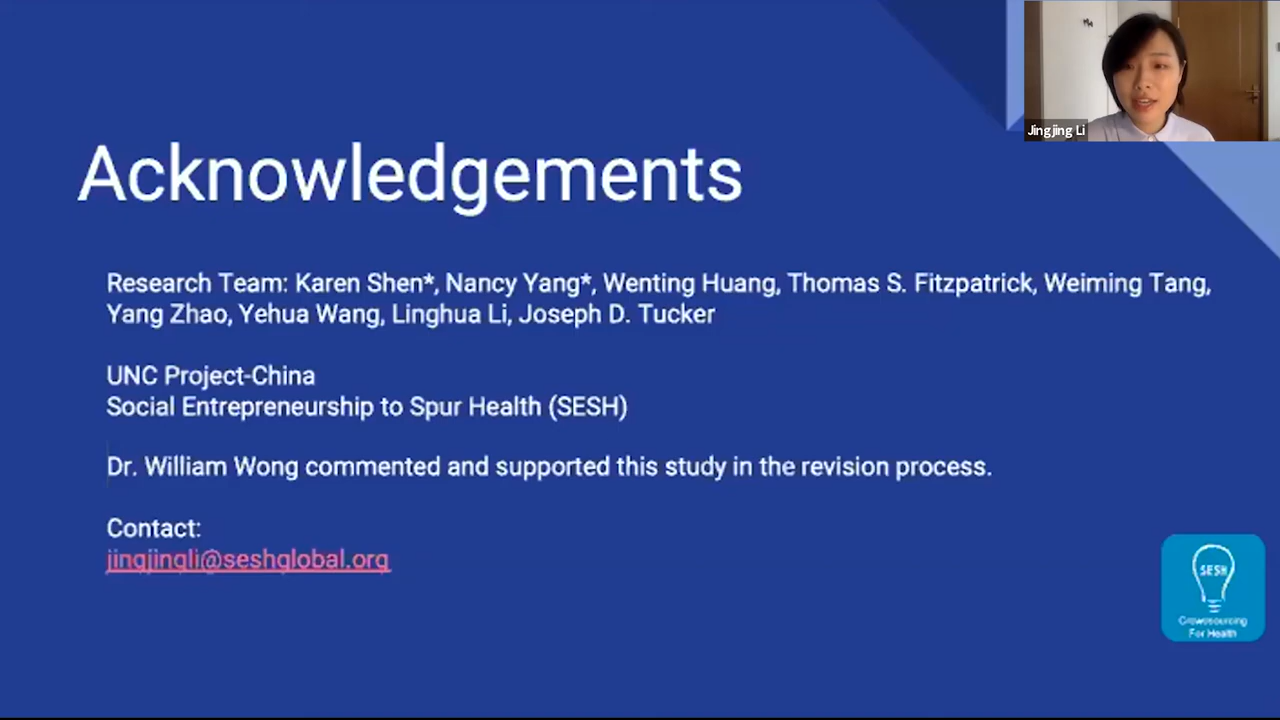 Jingjing Li
Acknowledgements
Research Team: Karen Shen*, Nancy Yang*, Wenting Huang, Thomas S. Fitzpatrick, Weiming Tang,
Yang Zhao, Yehua Wang, Linghua Li, Joseph D. Tucker
UNC Project-China
Social Entrepreneurship to Spur Health (SESH)
Dr. William Wong commented and supported this study in the revision process.
Contact:
jingjingli@seshglobal.org
SESH
Crowdsourcing
For Health